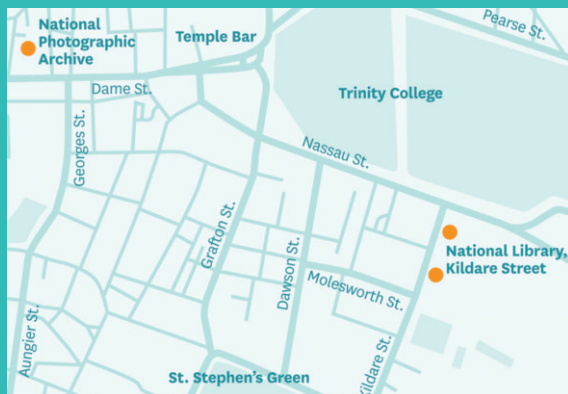 National
Photographic
Archive
Temple Bar
Pearse St.
Dame St.
Trinity College
Georges St.
Nassau St.
Grafton St.
Dawson St.
National Library,
Kildare Street
Molesworth St.
Aungier St.
Kildare St.
St. Stephen's Green